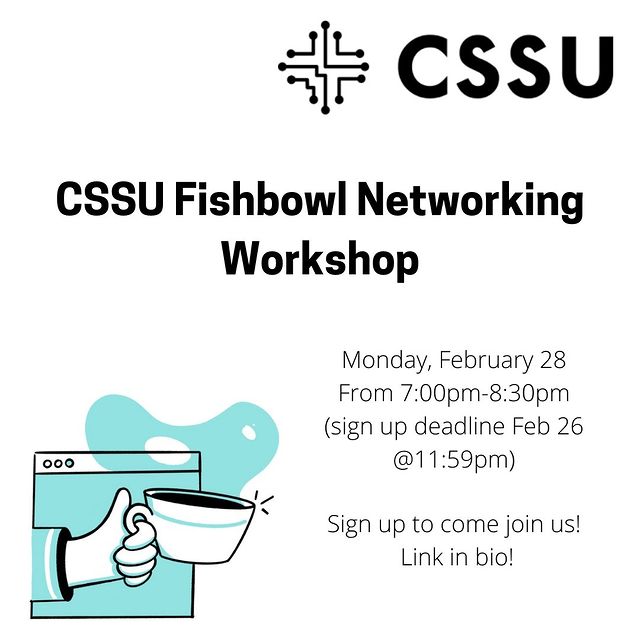 CSSU
CSSU Fishbowl Networking
Workshop
Monday, February 28
From 7:00pm-8:30pm
(sign up deadline Feb 26
@11:59pm)
Sign up to come join us!
Link in bio!